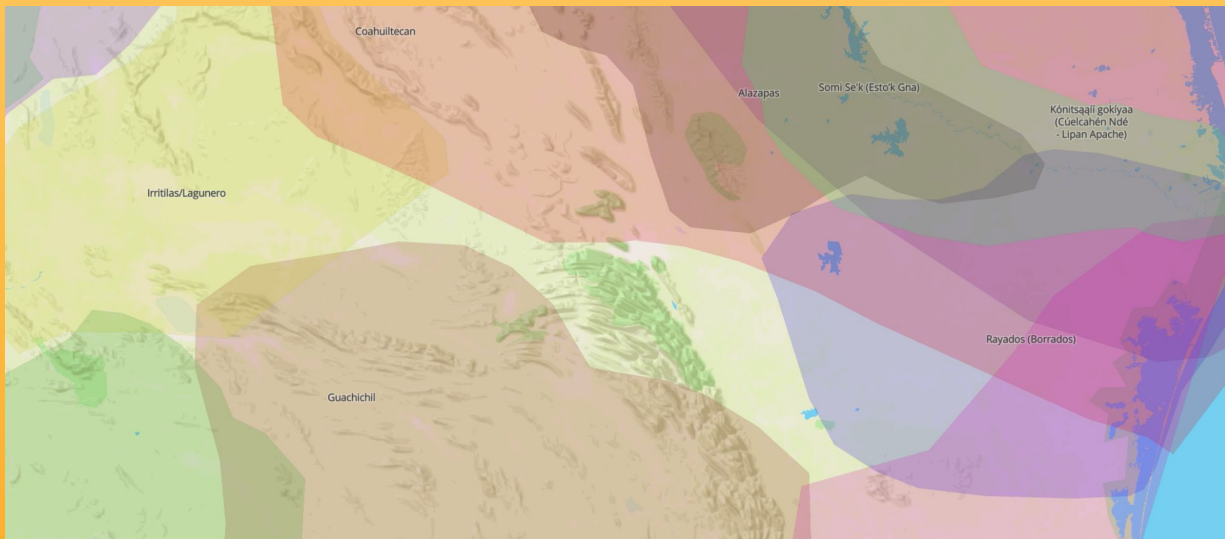 Coahuiltecan
Alazapas
Somi Se'k (Esto'k Gna)
Kónitsąąíí gokíyaa
(Cúelcahén Ndé
- Lipan Apache)
Irritilas/Lagunero
Rayados (Borrados)
Guachichil